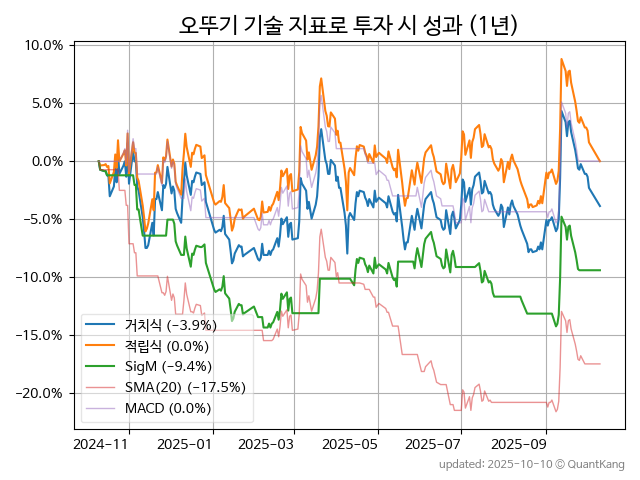 오뚜기 기술 지표로 투자 시 성과 (1년)
10.0%
5.0%
0.0%
−5.0%
−10.0%
−15.0%
−20.0%
거치식 (−3.9%)
적립식 (0.0%)
SigM (−9.4%)
SMA(20) (−17.5%)
MACD (0.0%)
2024-11 2025-01 2025-03 2025-05 2025-07 2025-09
updated: 2025-10-10 © QuantKang